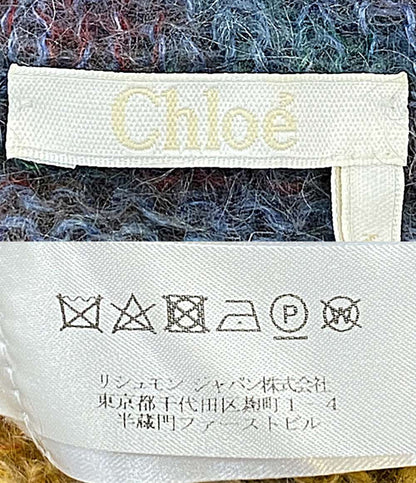 Chloé
P
W
リシュモン ジャパン株式会社
東京都千代田区麹町1-4
半蔵門ファーストビル